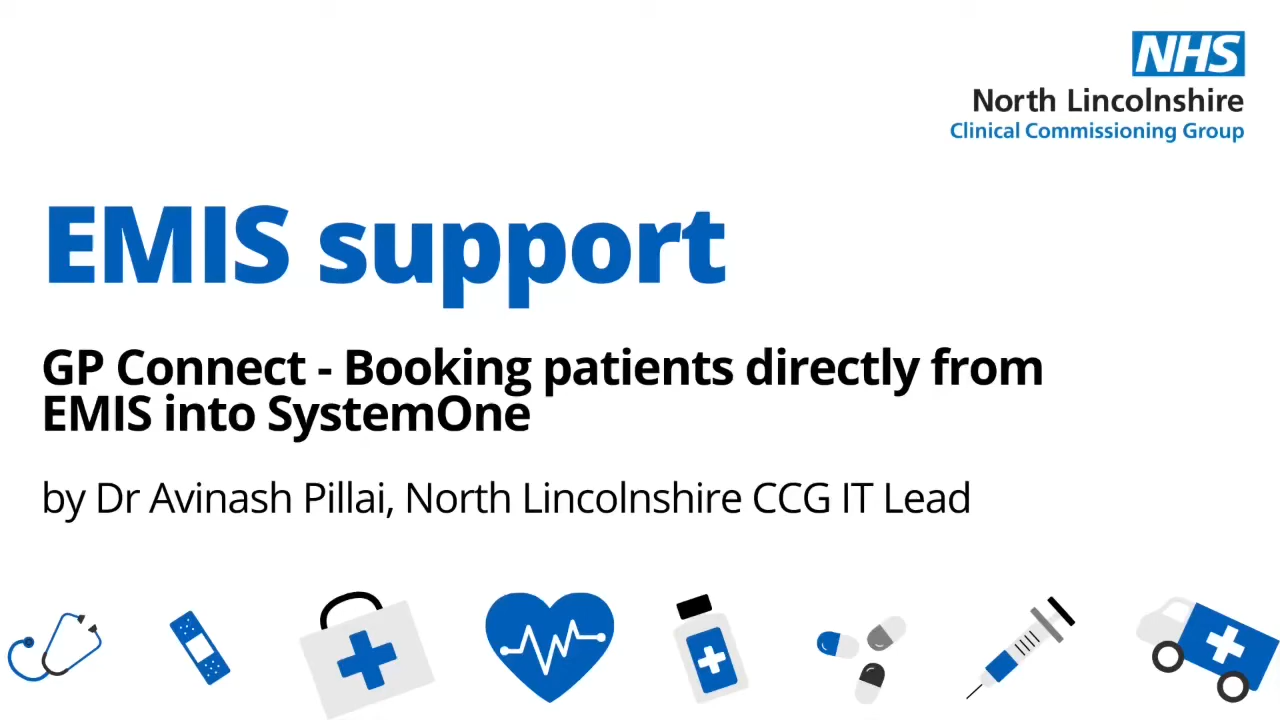 NHS
North Lincolnshire
Clinical Commissioning Group
EMIS support
GP Connect - Booking patients directly from
EMIS into SystemOne
by Dr Avinash Pillai, North Lincolnshire CCG IT Lead